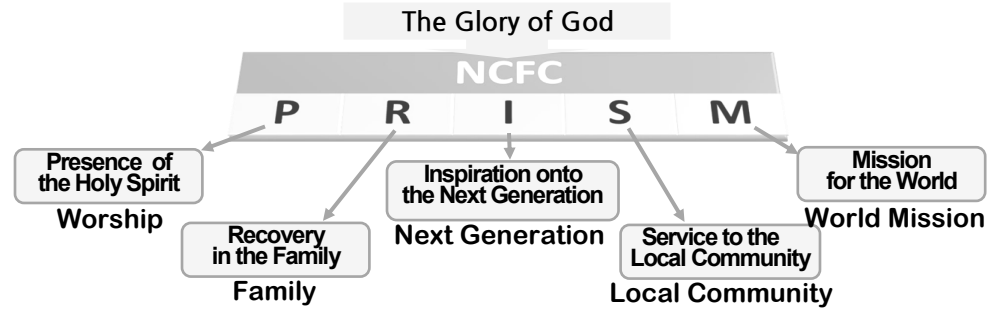 The Glory of God
NCFC
P R I S M
Presence of
the Holy Spirit
Worship
Recovery
in the Family
Family
Inspiration onto
the Next Generation
Next Generation
Service to the
Local Community
Local Community
Mission
for the World
World Mission